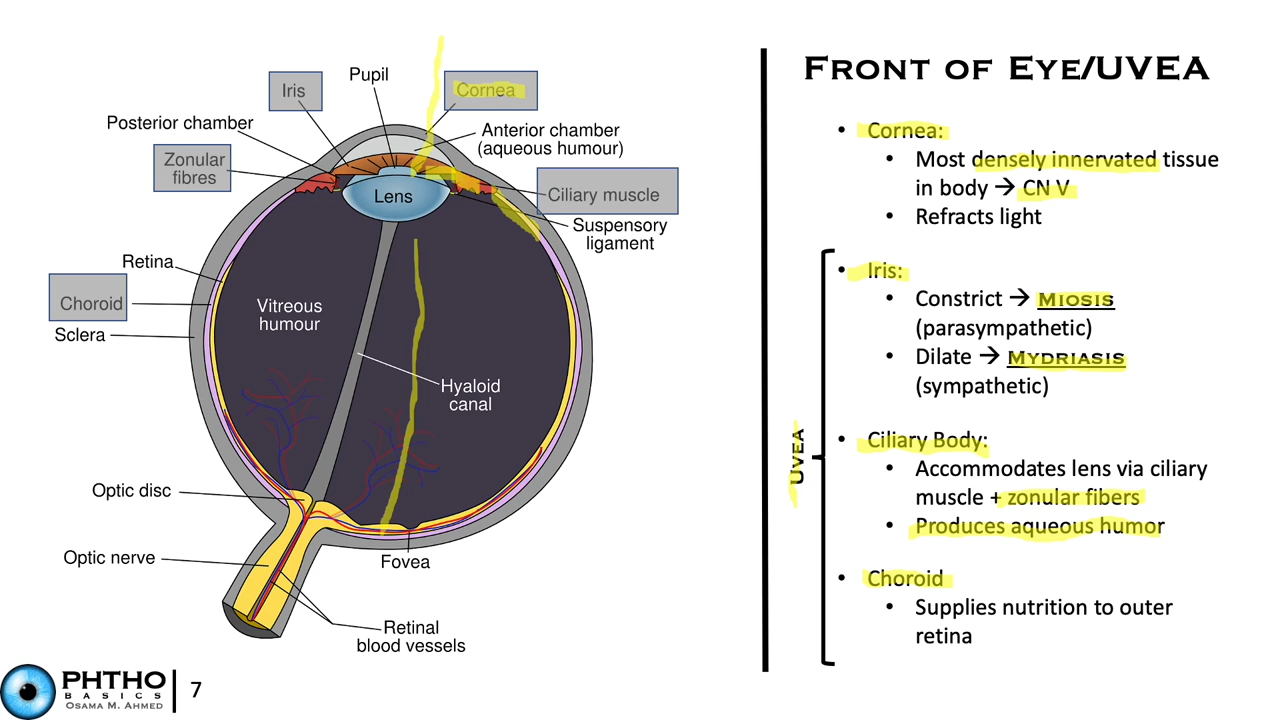 Pupil
Iris
Cornea
Posterior chamber
Anterior chamber
(aqueous humour)
Zonular
fibres
Ciliary muscle
Lens
Suspensory
ligament
Retina
Choroid
Vitreous
humour
Sclera
Hyaloid
canal
Optic disc
Optic nerve
Fovea
Retinal
blood vessels
FRONT OF EYE/UVEA
• Cornea:
• Most densely innervated tissue
in body → CN V
• Refracts light
UVEA
• Iris:
• Constrict → MIOSIS
(parasympathetic)
• Dilate → MYDRIASIS
(sympathetic)
• Ciliary Body:
• Accommodates lens via ciliary
muscle + zonular fibers
• Produces aqueous humor
• Choroid
• Supplies nutrition to outer
retina
PHTHO
BASICS
OSAMA M. AHMED
7